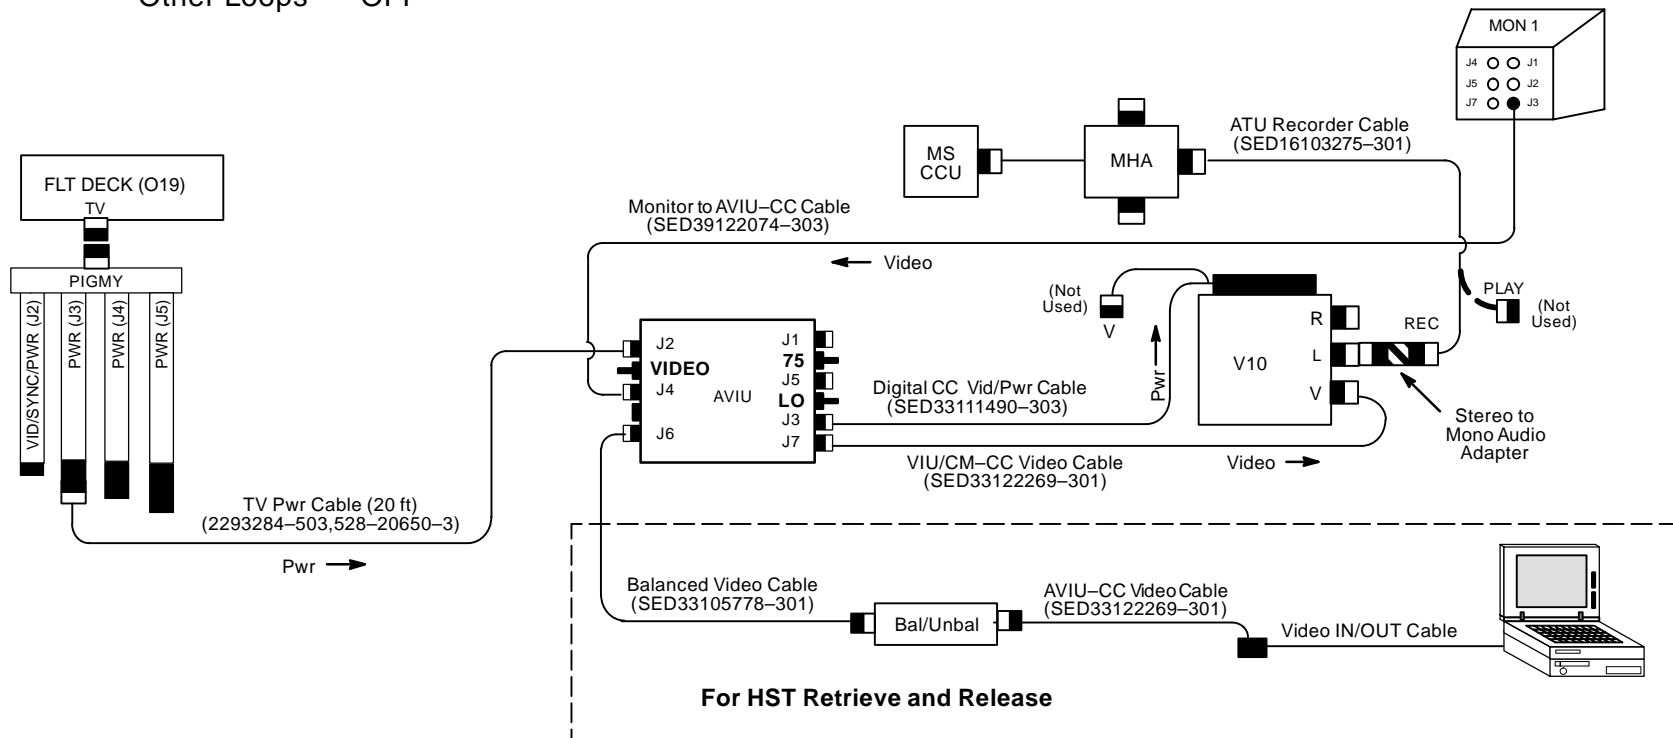 MON 1
J4 J1
J5 J2
J7 J3
ATU Recorder Cable
(SED16103275–301)
MS
CCU
MHA
FLT DECK (O19)
TV
PIGMY
VID/SYNC/PWR (J2)
PWR (J3)
PWR (J4)
PWR (J5)
Monitor to AVIU–CC Cable
(SED39122074–303)
Video
(Not
Used)
V
Pwr
PLAY
(Not
Used)
REC
R
L
V
V10
Stereo to
Mono Audio
Adapter
J2
VIDEO
J4
J6
AVIU
J1
75
J5
LO
J3
J7
Digital CC Vid/Pwr Cable
(SED33111490–303)
VIU/CM–CC Video Cable
(SED33122269–301)
Video
TV Pwr Cable (20 ft)
(2293284–503,528–20650–3)
Pwr
Balanced Video Cable
(SED33105778–301)
Bal/Unbal
AVIU–CC Video Cable
(SED33122269–301)
Video IN/OUT Cable
For HST Retrieve and Release